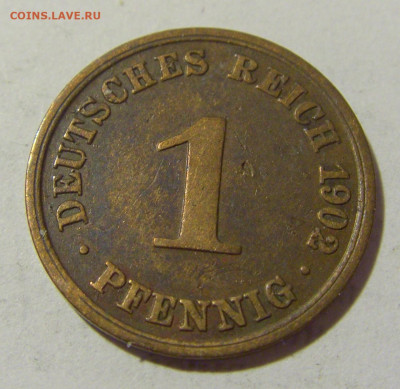 COINS.LAVE.RU
DEUTSCHES REICH 1902
1
· PFENNIG ·